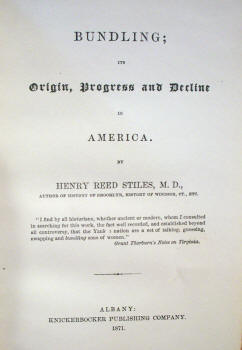 BUNDLING;
ITS
Origin, Progress and Decline
IN
AMERICA.
BY
HENRY REED STILES, M. D.,
AUTHOR OF HISTORY OF BROOKLYN, HISTORY OF WINDSOR, CT., ETC.
"I find by all historians, whether ancient or modern, whom I consulted
in searching for this work, the fact well recorded, and established beyond
all controversy, that the Yank nation are a set of talking, guessing,
swapping and bundling sons of women."
Grant Thorburn's Notes on Virginia.
ALBANY:
KNICKERBOCKER PUBLISHING COMPANY.
1871.